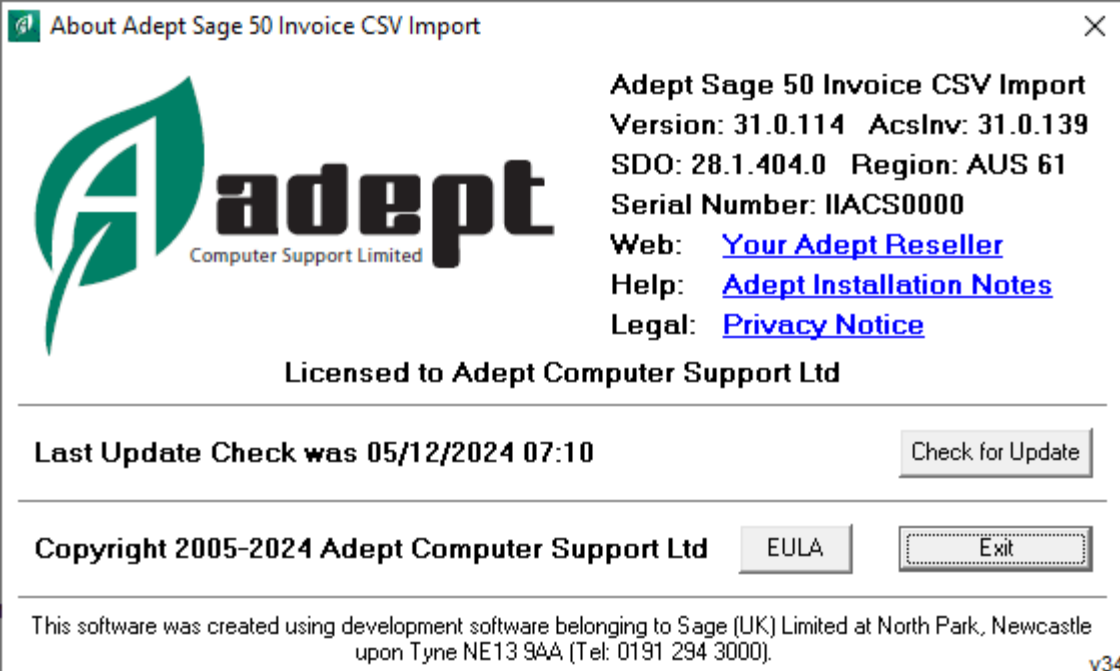 About Adept Sage 50 Invoice CSV Import
adept
Computer Support Limited
Adept Sage 50 Invoice CSV Import
Version: 31.0.114 AcsInv: 31.0.139
SDO: 28.1.404.0 Region: AUS 61
Serial Number: IIACS0000
Web: Your Adept Reseller
Help: Adept Installation Notes
Legal: Privacy Notice
Licensed to Adept Computer Support Ltd
Last Update Check was 05/12/2024 07:10
Check for Update
Copyright 2005-2024 Adept Computer Support Ltd
EULA
Exit
This software was created using development software belonging to Sage (UK) Limited at North Park, Newcastle
upon Tyne NE13 9AA (Tel: 0191 294 3000).